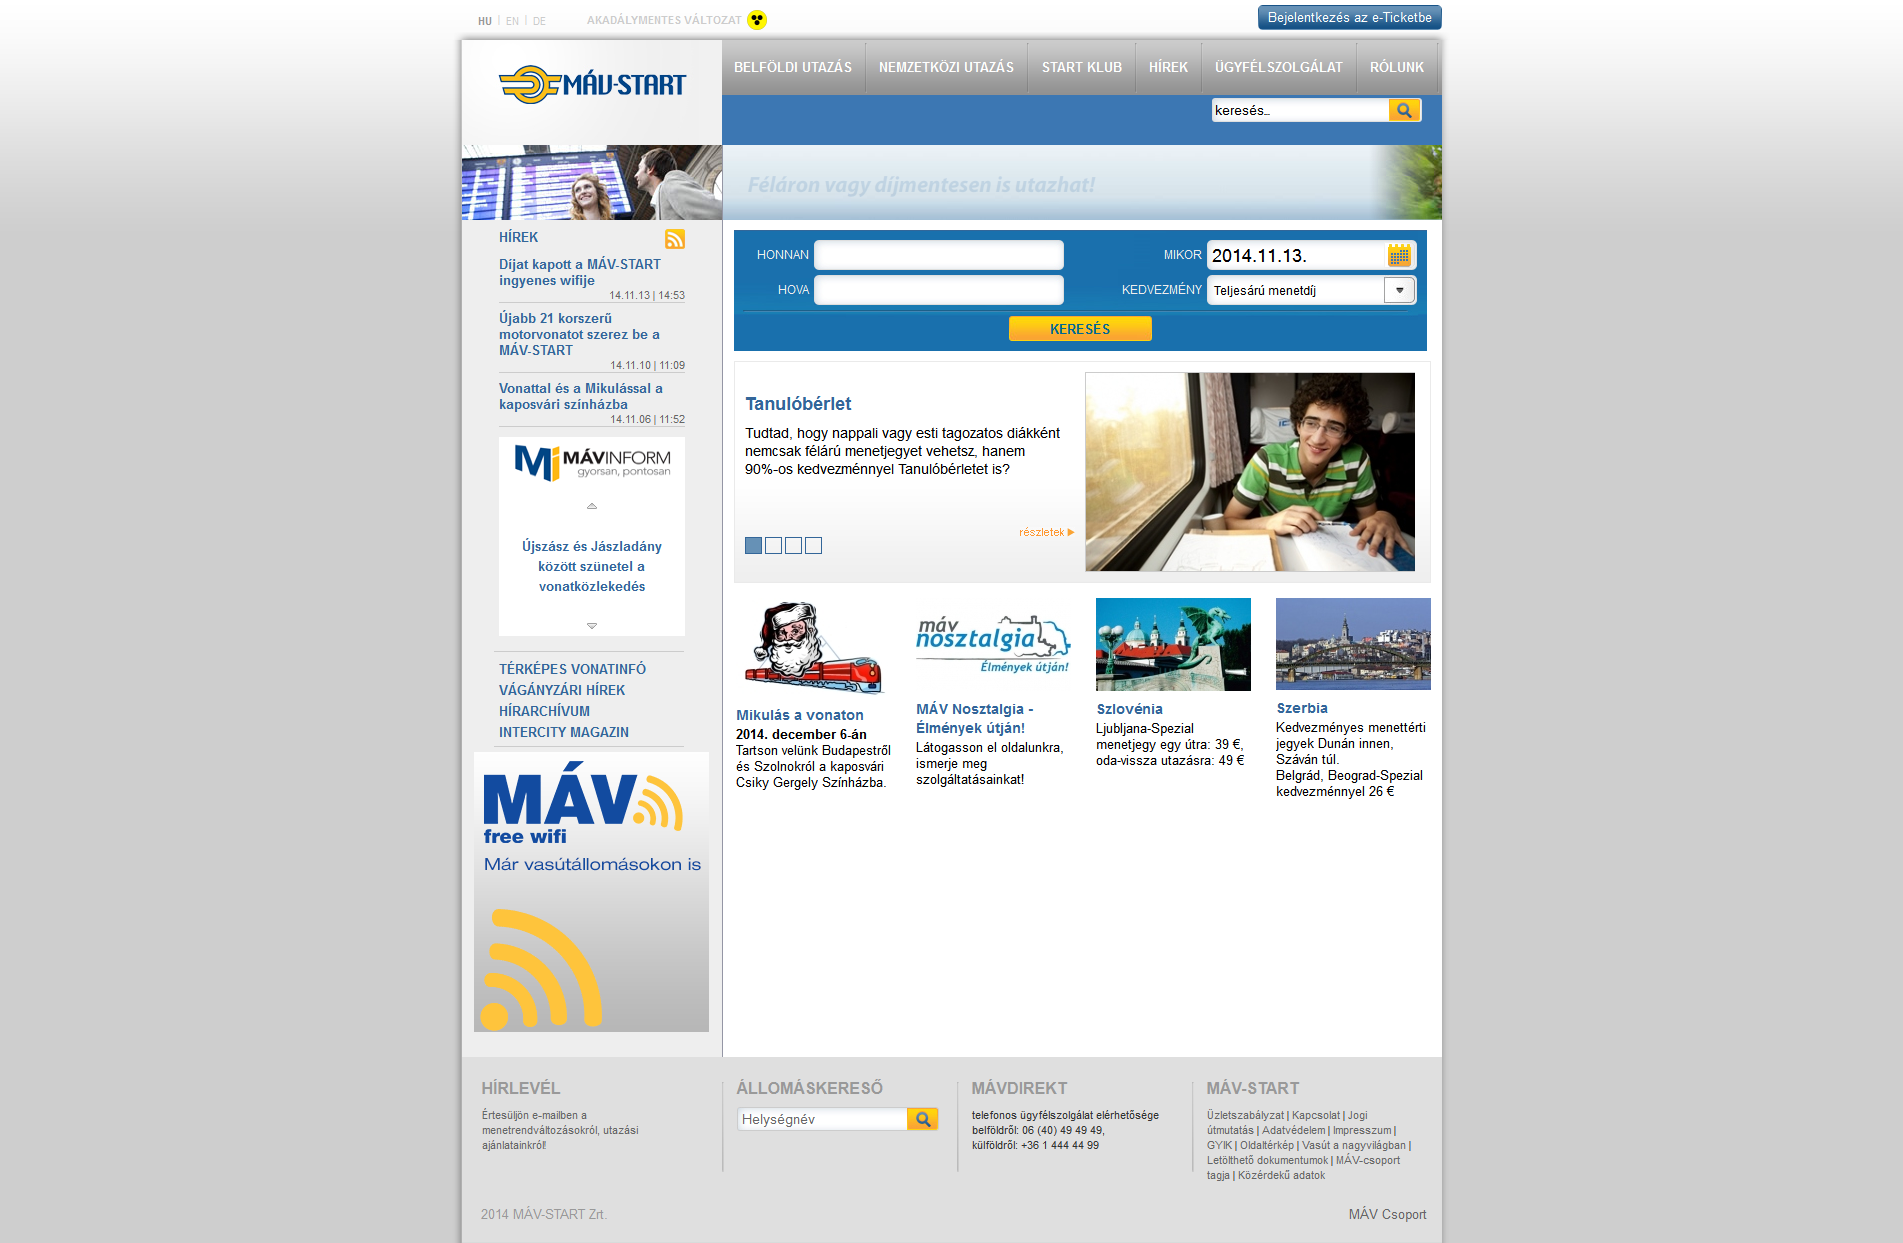 HU | EN | DE
AKADÁLYMENTES VÁLTOZAT
Bejelentkezés az e-Ticketbe
MÁV-START
BELFÖLDI UTAZÁS
NEMZETKÖZI UTAZÁS
START KLUB
HÍREK
ÜGYFÉLSZOLGÁLAT
RÓLUNK
keresés..
Féláron vagy díjmentesen is utazhat!
HÍREK
Díjat kapott a MÁV-START
ingyenes wifije
14.11.13 | 14:53
Újabb 21 korszerű
motorvonatot szerez be a
MÁV-START
14.11.10 | 11:09
Vonattal és a Mikulással a
kaposvári színházba
14.11.06 | 11:52
MÁVINFORM
gyorsan, pontosan
Újszász és Jászladány
között szünetel a
vonatközlekedés
TÉRKÉPES VONATINFÓ
VÁGÁNYZÁRI HÍREK
HÍRARCHÍVUM
INTERCITY MAGAZIN
MÁV
free wifi
Már vasútállomásokon is
HONNAN
HOVA
MIKOR 2014.11.13.
KEDVEZMÉNY Teljesárú menetdíj
KERESÉS
Tanulóbérlet
Tudtad, hogy nappali vagy esti tagozatos diákként
nemcsak félárú menetjegyet vehetsz, hanem
90%-os kedvezménnyel Tanulóbérletet is?
részletek
Mikulás a vonaton
2014. december 6-án
Tartson velünk Budapestről
és Szolnokról a kaposvári
Csiky Gergely Színházba.
máv
nosztalgia
Élmények útján!
MÁV Nosztalgia -
Élmények útján!
Látogasson el oldalunkra,
ismerje meg
szolgáltatásainkat!
Szlovénia
Ljubljana-Spezial
menetjegy egy útra: 39 €,
oda-vissza utazásra: 49 €
Szerbia
Kedvezményes menettérti
jegyek Dunán innen,
Száván túl.
Belgrád, Beograd-Spezial
kedvezménnyel 26 €
HÍRLEVÉL
Értesüljön e-mailben a
menetrendváltozásokról, utazási
ajánlatainkról!
ÁLLOMÁSKERESŐ
Helységnév
MÁVDIREKT
telefonos ügyfélszolgálat elérhetősége
belföldről: 06 (40) 49 49 49,
külföldről: +36 1 444 44 99
MÁV-START
Üzletszabályzat | Kapcsolat | Jogi
útmutatás | Adatvédelem | Impresszum |
GYIK | Oldaltérkép | Vasút a nagyvilágban |
Letölthető dokumentumok | MÁV-csoport
tagja | Közérdekű adatok
2014 MÁV-START Zrt.
MÁV Csoport